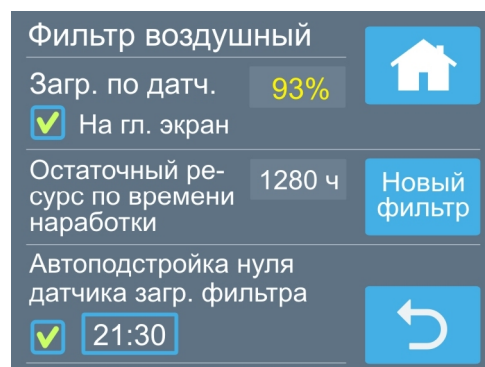 Фильтр воздушный
Загр. по датч.
93%
На гл. экран
Остаточный ре-
сурс по времени
наработки
1280 ч
Новый
фильтр
Автоподстройка нуля
датчика загр. фильтра
21:30